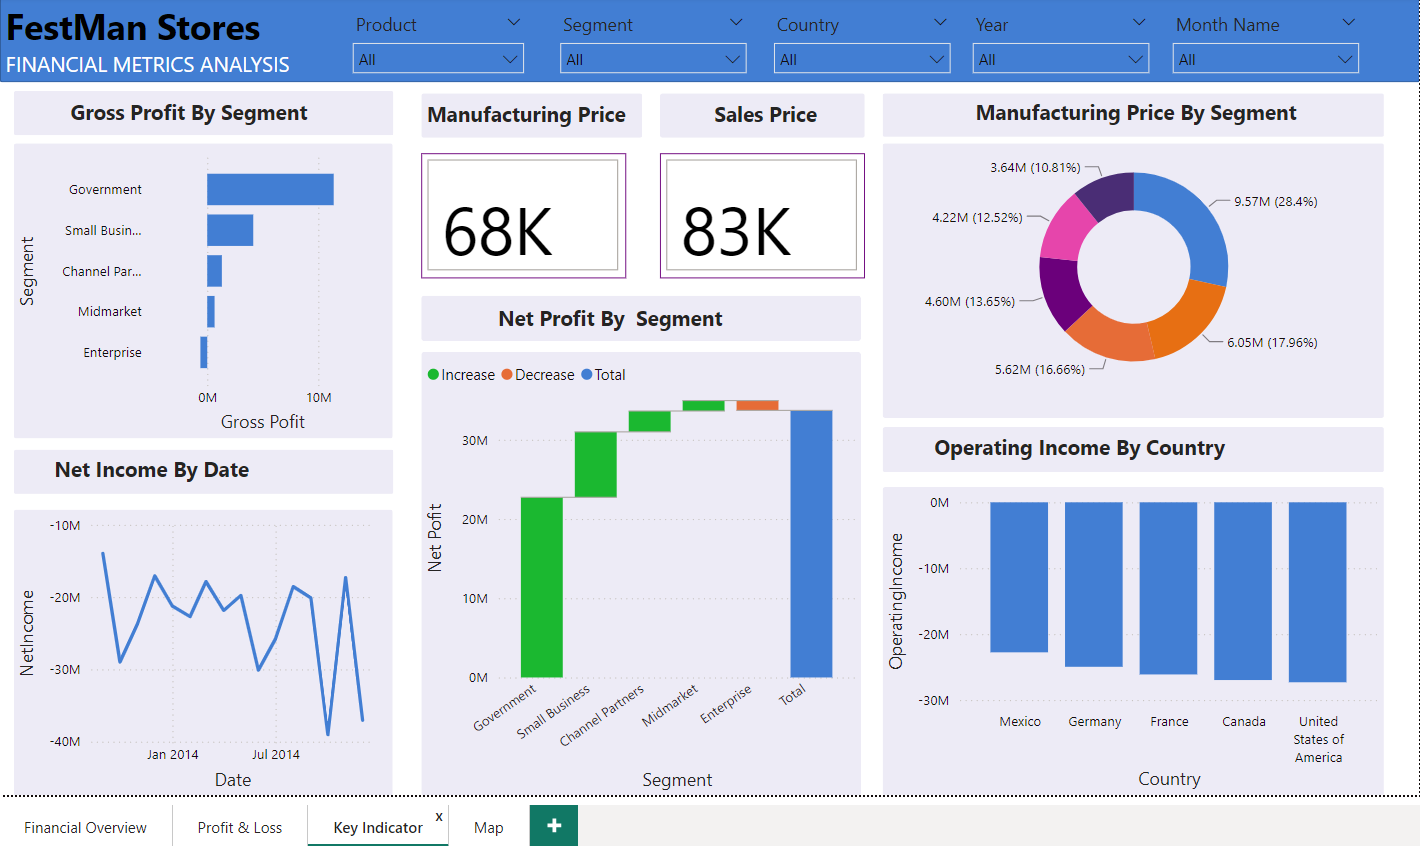 FestMan Stores
FINANCIAL METRICS ANALYSIS
Product
All
Segment
All
Country
All
Year
All
Month Name
All
Gross Profit By Segment
Segment
Government
Small Busin...
Channel Par...
Midmarket
Enterprise
0M 10M
Gross Pofit
Net Income By Date
NetIncome
-10M
-20M
-30M
-40M
Jan 2014 Jul 2014
Date
Manufacturing Price
68K
Sales Price
83K
Net Profit By Segment
Increase Decrease Total
Net Pofit
30M
20M
10M
0M
Government Small Business Channel Partners Midmarket Enterprise Total
Segment
Manufacturing Price By Segment
3.64M (10.81%)
9.57M (28.4%)
4.22M (12.52%)
4.60M (13.65%)
6.05M (17.96%)
5.62M (16.66%)
Operating Income By Country
OperatingIncome
0M
-10M
-20M
-30M
Mexico Germany France Canada United States of America
Country
Financial Overview Profit & Loss Key Indicator x Map +